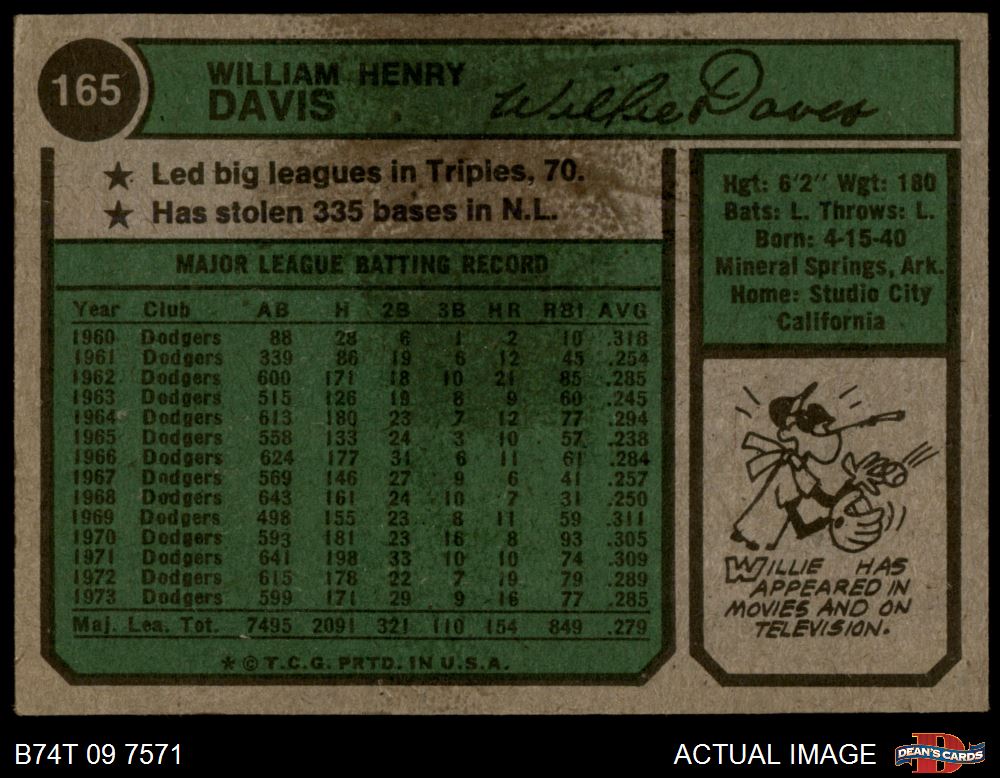 165
WILLIAM HENRY
DAVIS
Willie Davis
★ Led big leagues in Triples, 70.
★ Has stolen 335 bases in N.L.
MAJOR LEAGUE BATTING RECORD
Year Club AB H 2B 3B HR RBI AVG
1960 Dodgers 88 28 6 1 2 10 .318
1961 Dodgers 339 86 19 6 12 45 .254
1962 Dodgers 600 171 18 10 21 85 .285
1963 Dodgers 515 126 19 8 9 60 .245
1964 Dodgers 613 180 23 7 12 77 .294
1965 Dodgers 558 133 24 3 10 57 .238
1966 Dodgers 624 177 31 6 11 61 .284
1967 Dodgers 569 146 27 9 6 41 .257
1968 Dodgers 643 161 24 10 7 31 .250
1969 Dodgers 498 155 23 8 11 59 .311
1970 Dodgers 593 181 23 16 8 93 .305
1971 Dodgers 641 198 33 10 10 74 .309
1972 Dodgers 615 178 22 7 19 79 .289
1973 Dodgers 599 171 29 9 16 77 .285
Maj. Lea. Tot. 7495 2091 321 110 154 849 .279
★ © T.C.G. PRTD. IN U.S.A.
Hgt: 6'2" Wgt: 180
Bats: L. Throws: L.
Born: 4-15-40
Mineral Springs, Ark.
Home: Studio City
California
WILLIE HAS
APPEARED IN
MOVIES AND ON
TELEVISION.
B74T 09 7571
ACTUAL IMAGE
DEAN'S CARDS